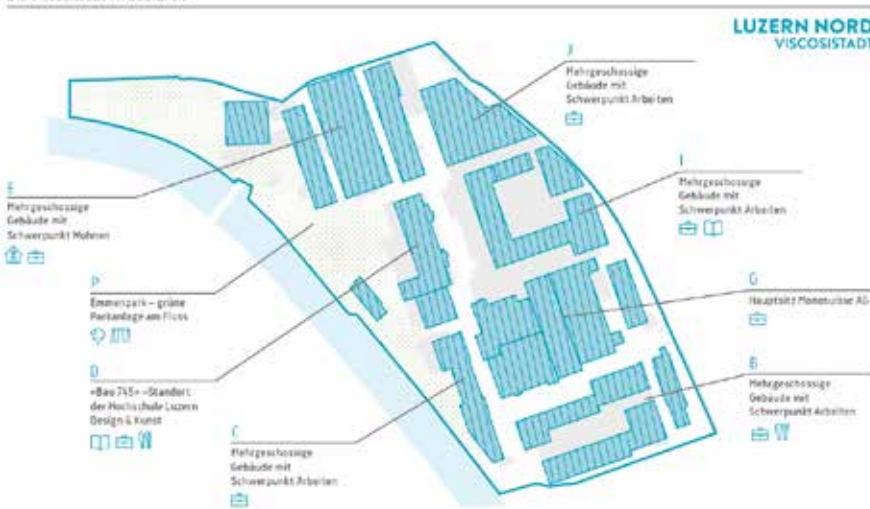 LUZERN NORD
VISCOSISTADT
J
Mehrgeschossige
Gebäude mit
Schwerpunkt Arbeiten
I
Mehrgeschossige
Gebäude mit
Schwerpunkt Arbeiten
G
Hauptsitz Monosuisse AG
B
Mehrgeschossige
Gebäude mit
Schwerpunkt Arbeiten
E
Mehrgeschossige
Gebäude mit
Schwerpunkt Wohnen
P
Emmenpark – grüne
Parkanlage am Fluss
D
«Bau 745» –Standort
der Hochschule Luzern
Design & Kunst
C
Mehrgeschossige
Gebäude mit
Schwerpunkt Arbeiten